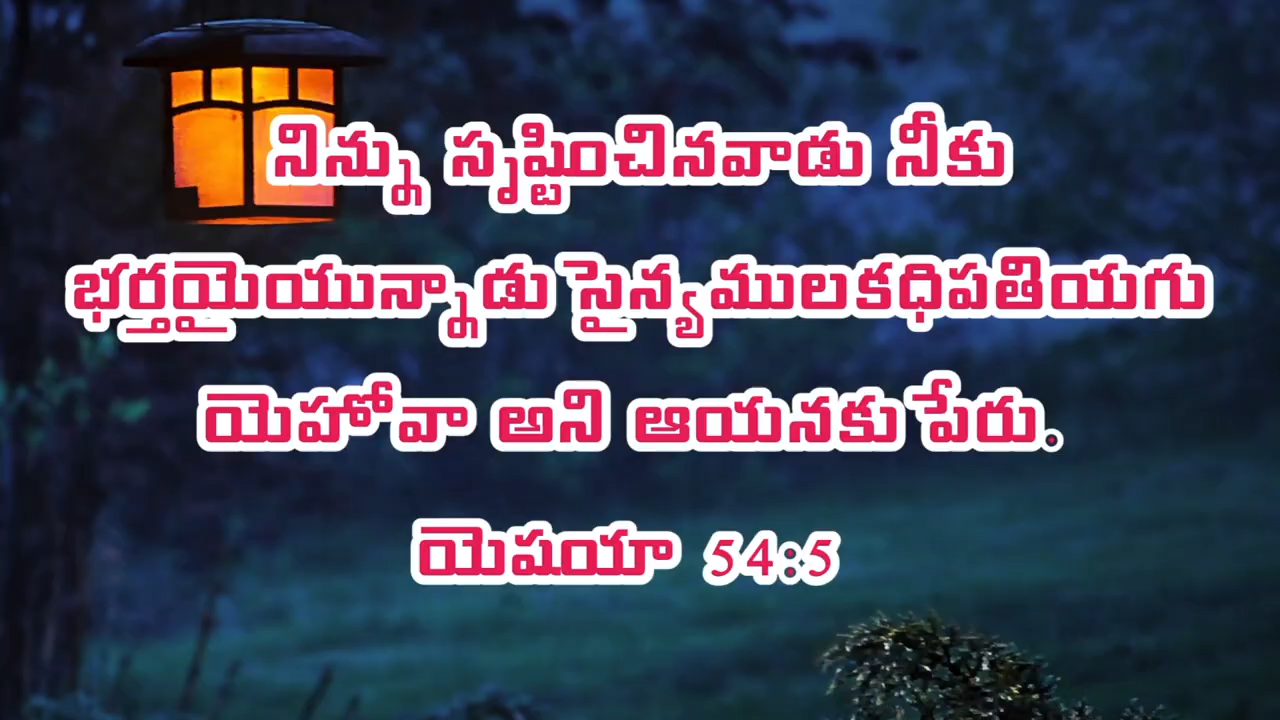 నిన్ను సృష్టించినవాడు నీకు
భర్తయైయున్నాడు సైన్యములకధిపతియగు
యెహోవా అని ఆయనకు పేరు.
యెషయా 54:5